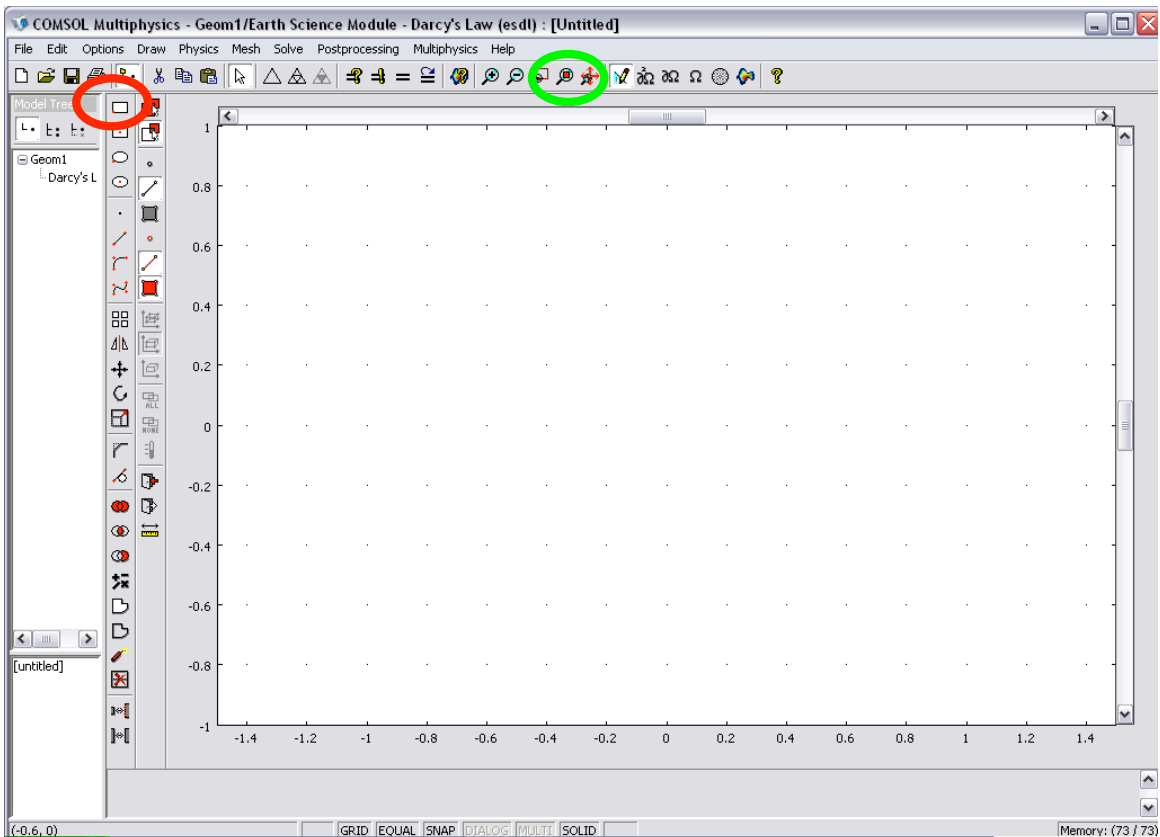 COMSOL Multiphysics - Geom1/Earth Science Module - Darcy's Law (esdl) : [Untitled]
File Edit Options Draw Physics Mesh Solve Postprocessing Multiphysics Help
Model Tree
Geom1
Darcy's L
ALL
NONE
1
0.8
0.6
0.4
0.2
0
-0.2
-0.4
-0.6
-0.8
-1
-1.4 -1.2 -1 -0.8 -0.6 -0.4 -0.2 0 0.2 0.4 0.6 0.8 1 1.2 1.4
[untitled]
(-0.6, 0) GRID EQUAL SNAP DIALOG MULTI SOLID Memory: (73 / 73)